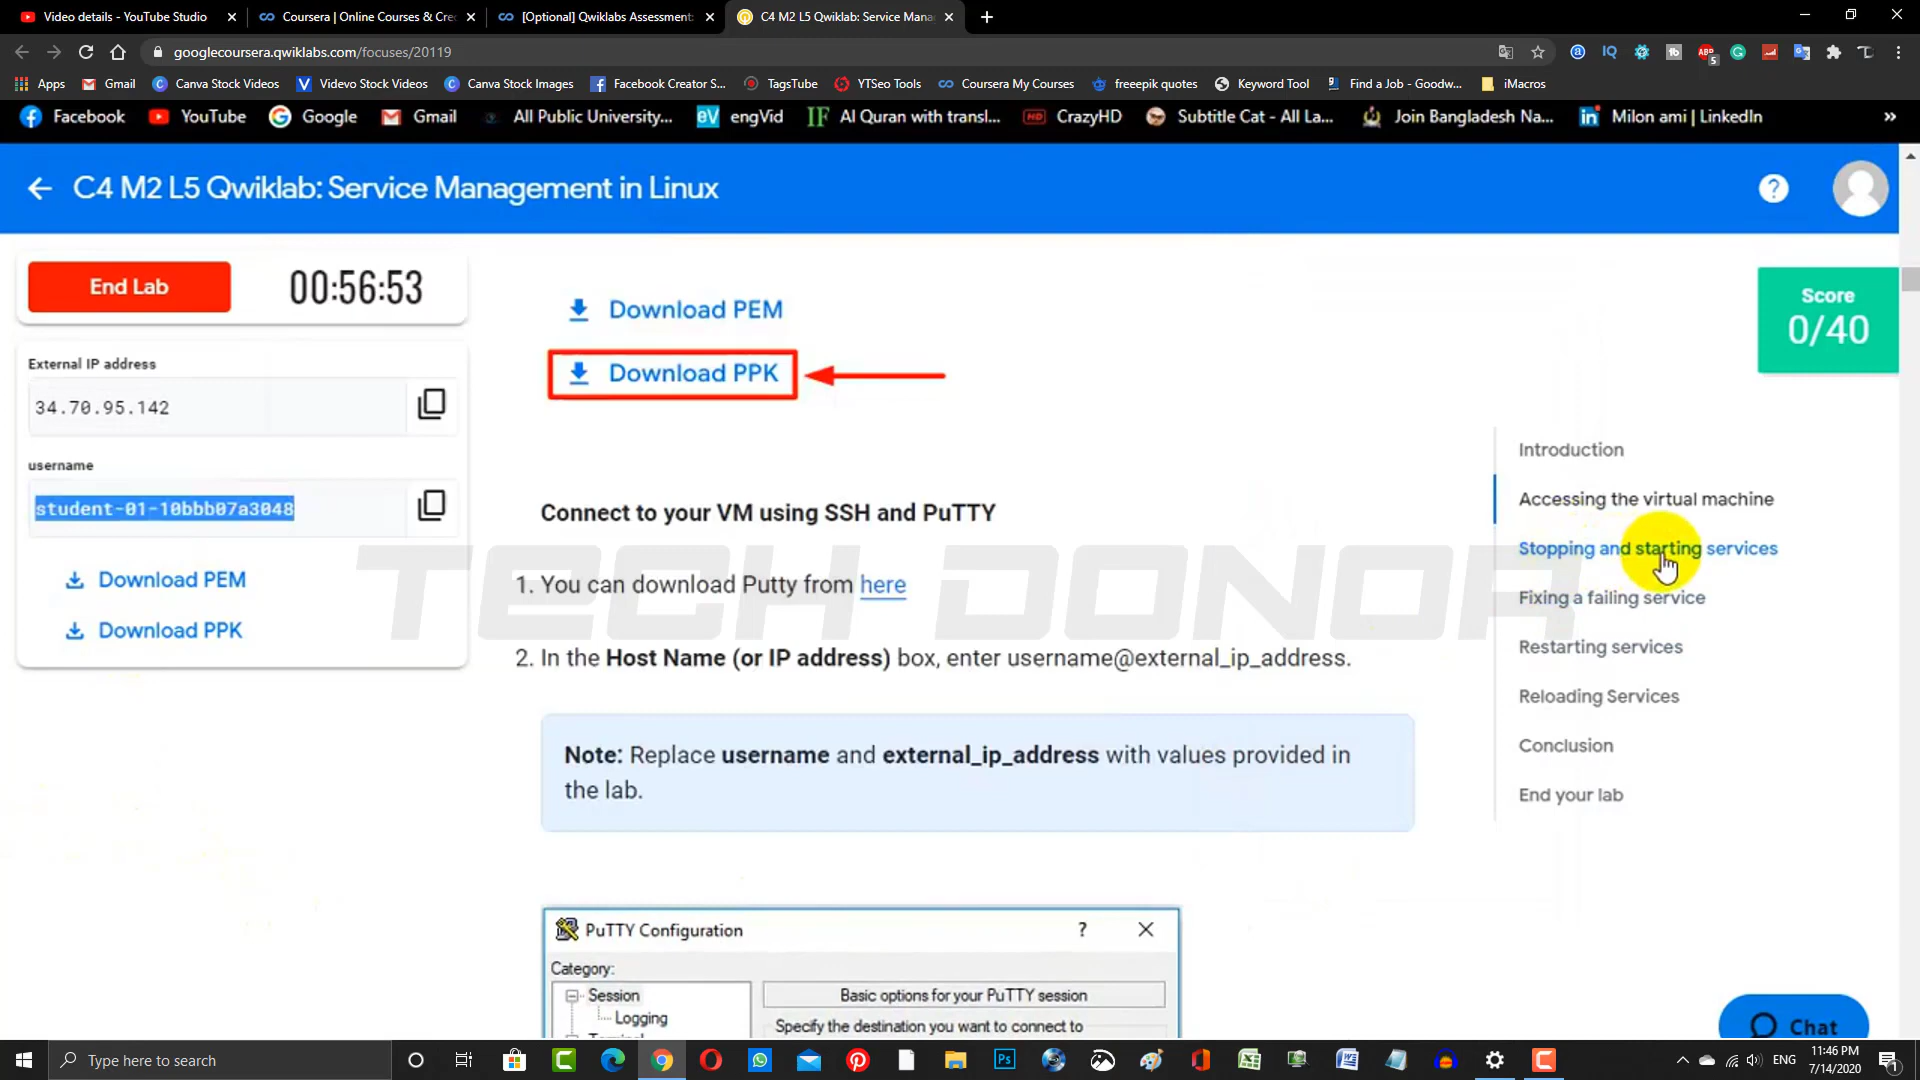 Video details - YouTube Studio
Coursera | Online Courses & Cre
[Optional] Qwiklabs Assessment:
C4 M2 L5 Qwiklab: Service Mana
googlecoursera.qwiklabs.com/focuses/20119
Apps
Gmail
Canva Stock Videos
Videvo Stock Videos
Canva Stock Images
Facebook Creator S...
TagsTube
YTSeo Tools
Coursera My Courses
freeepik quotes
Keyword Tool
Find a Job - Goodw...
iMacros
Facebook
YouTube
Google
Gmail
All Public University...
eV engVid
IF Al Quran with transl...
HD CrazyHD
Subtitle Cat - All La...
Join Bangladesh Na...
in Milon ami | LinkedIn
»
C4 M2 L5 Qwiklab: Service Management in Linux
?
End Lab
00:56:53
External IP address
34.70.95.142
username
student-01-10bbb07a3048
Download PEM
Download PPK
Download PEM
Download PPK
Connect to your VM using SSH and PuTTY
1. You can download Putty from here
2. In the Host Name (or IP address) box, enter username@external_ip_address.
Note: Replace username and external_ip_address with values provided in
the lab.
PuTTY Configuration
?
Category:
Session
Logging
Basic options for your PuTTY session
Specify the destination you want to connect to
Score
0/40
Introduction
Accessing the virtual machine
Stopping and starting services
Fixing a failing service
Restarting services
Reloading Services
Conclusion
End your lab
Chat
TECH DONOR
Type here to search
ENG
11:46 PM
7/14/2020